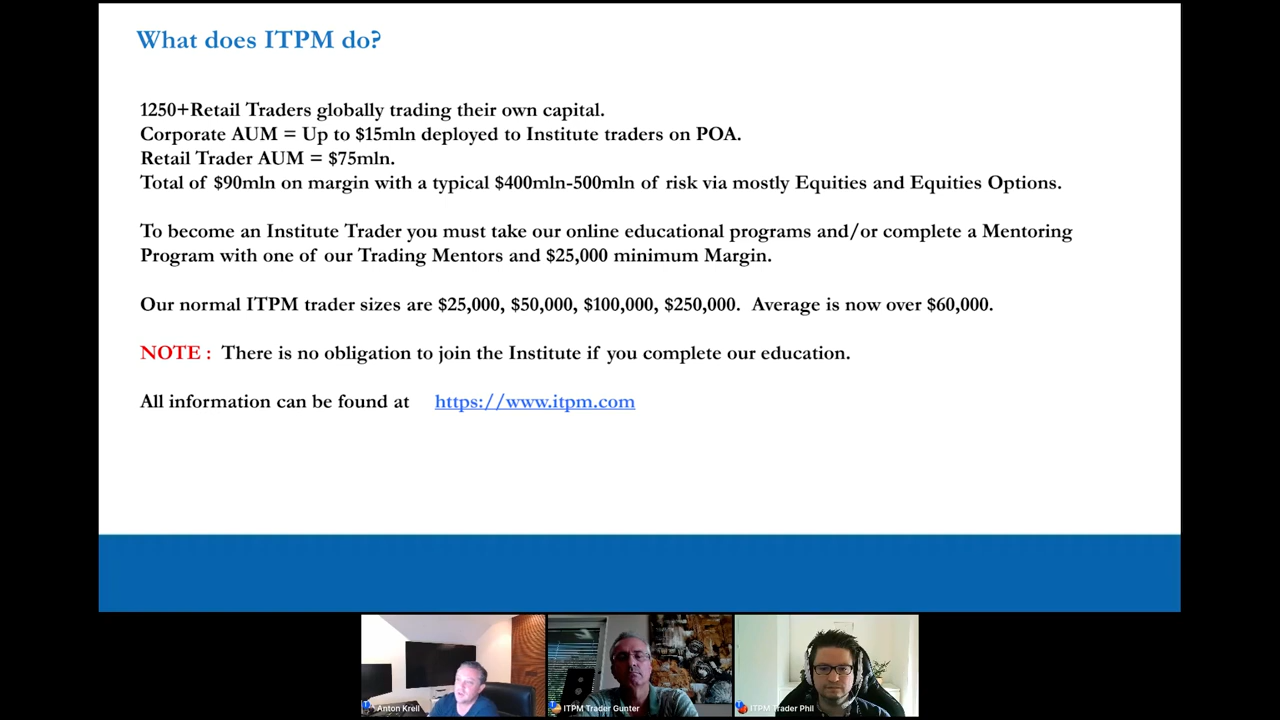 What does ITPM do?
1250+Retail Traders globally trading their own capital.
Corporate AUM = Up to $15mln deployed to Institute traders on POA.
Retail Trader AUM = $75mln.
Total of $90mln on margin with a typical $400mln-500mln of risk via mostly Equities and Equities Options.
To become an Institute Trader you must take our online educational programs and/or complete a Mentoring
Program with one of our Trading Mentors and $25,000 minimum Margin.
Our normal ITPM trader sizes are $25,000, $50,000, $100,000, $250,000. Average is now over $60,000.
NOTE : There is no obligation to join the Institute if you complete our education.
All information can be found at https://www.itpm.com
Anton Kreil
ITPM Trader Gunter
ITPM Trader Phil